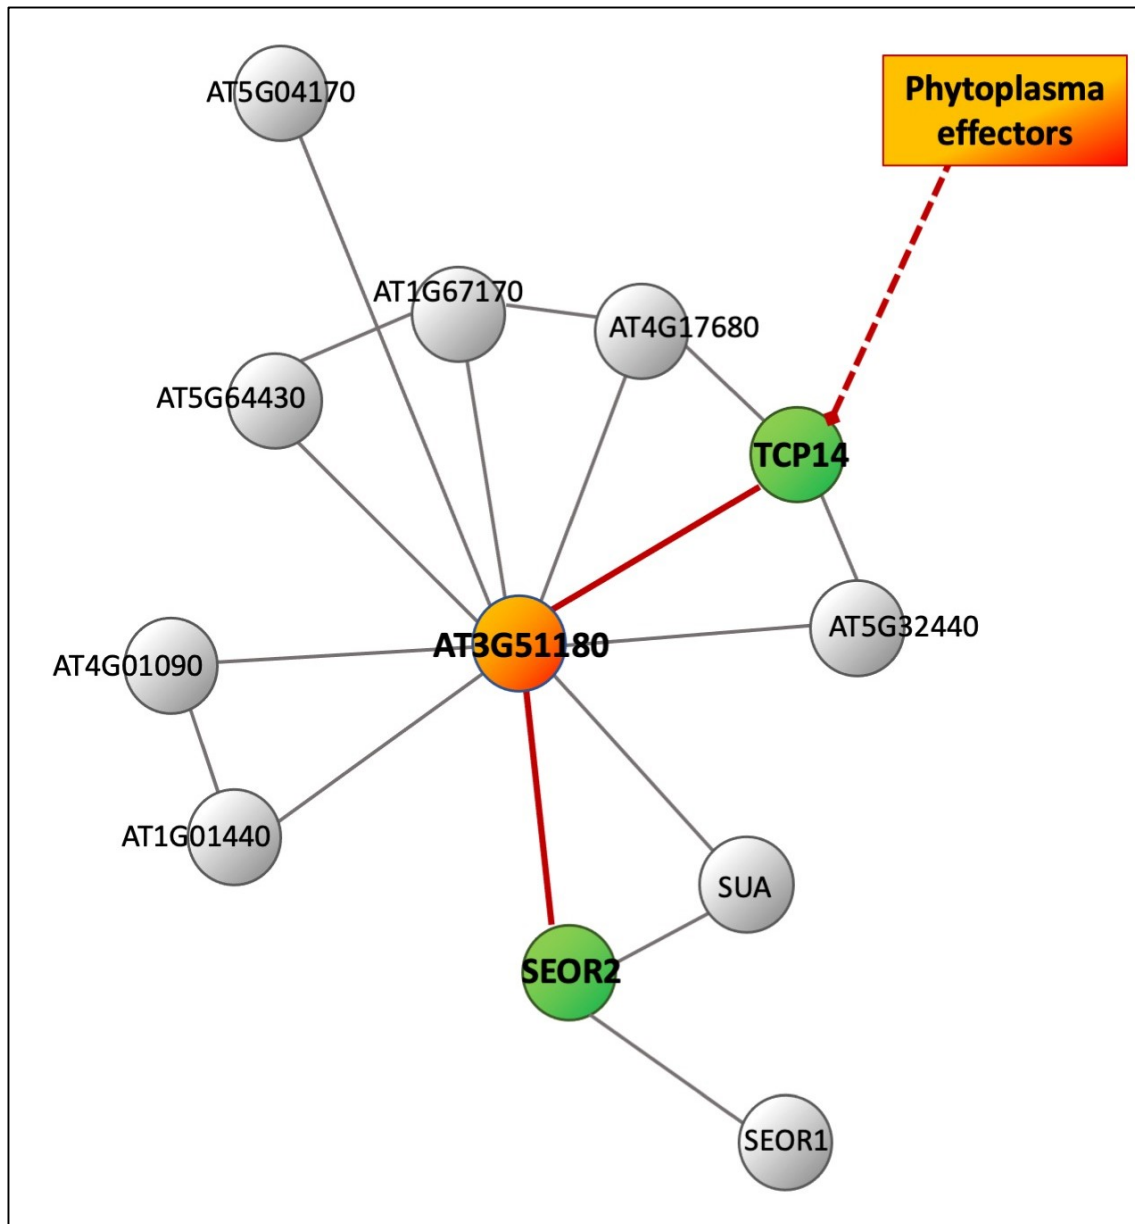 AT5G04170
Phytoplasma
effectors
AT1G67170
AT4G17680
AT5G64430
TCP14
AT5G32440
AT3G51180
AT4G01090
AT1G01440
SUA
SEOR2
SEOR1